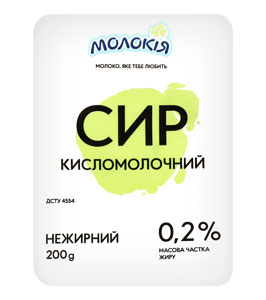 МОЛОКІЯ
МОЛОКО, ЯКЕ ТЕБЕ ЛЮБИТЬ
СИР
КИСЛОМОЛОЧНИЙ
ДСТУ 4554
НЕЖИРНИЙ
200g
0,2%
МАСОВА ЧАСТКА
ЖИРУ